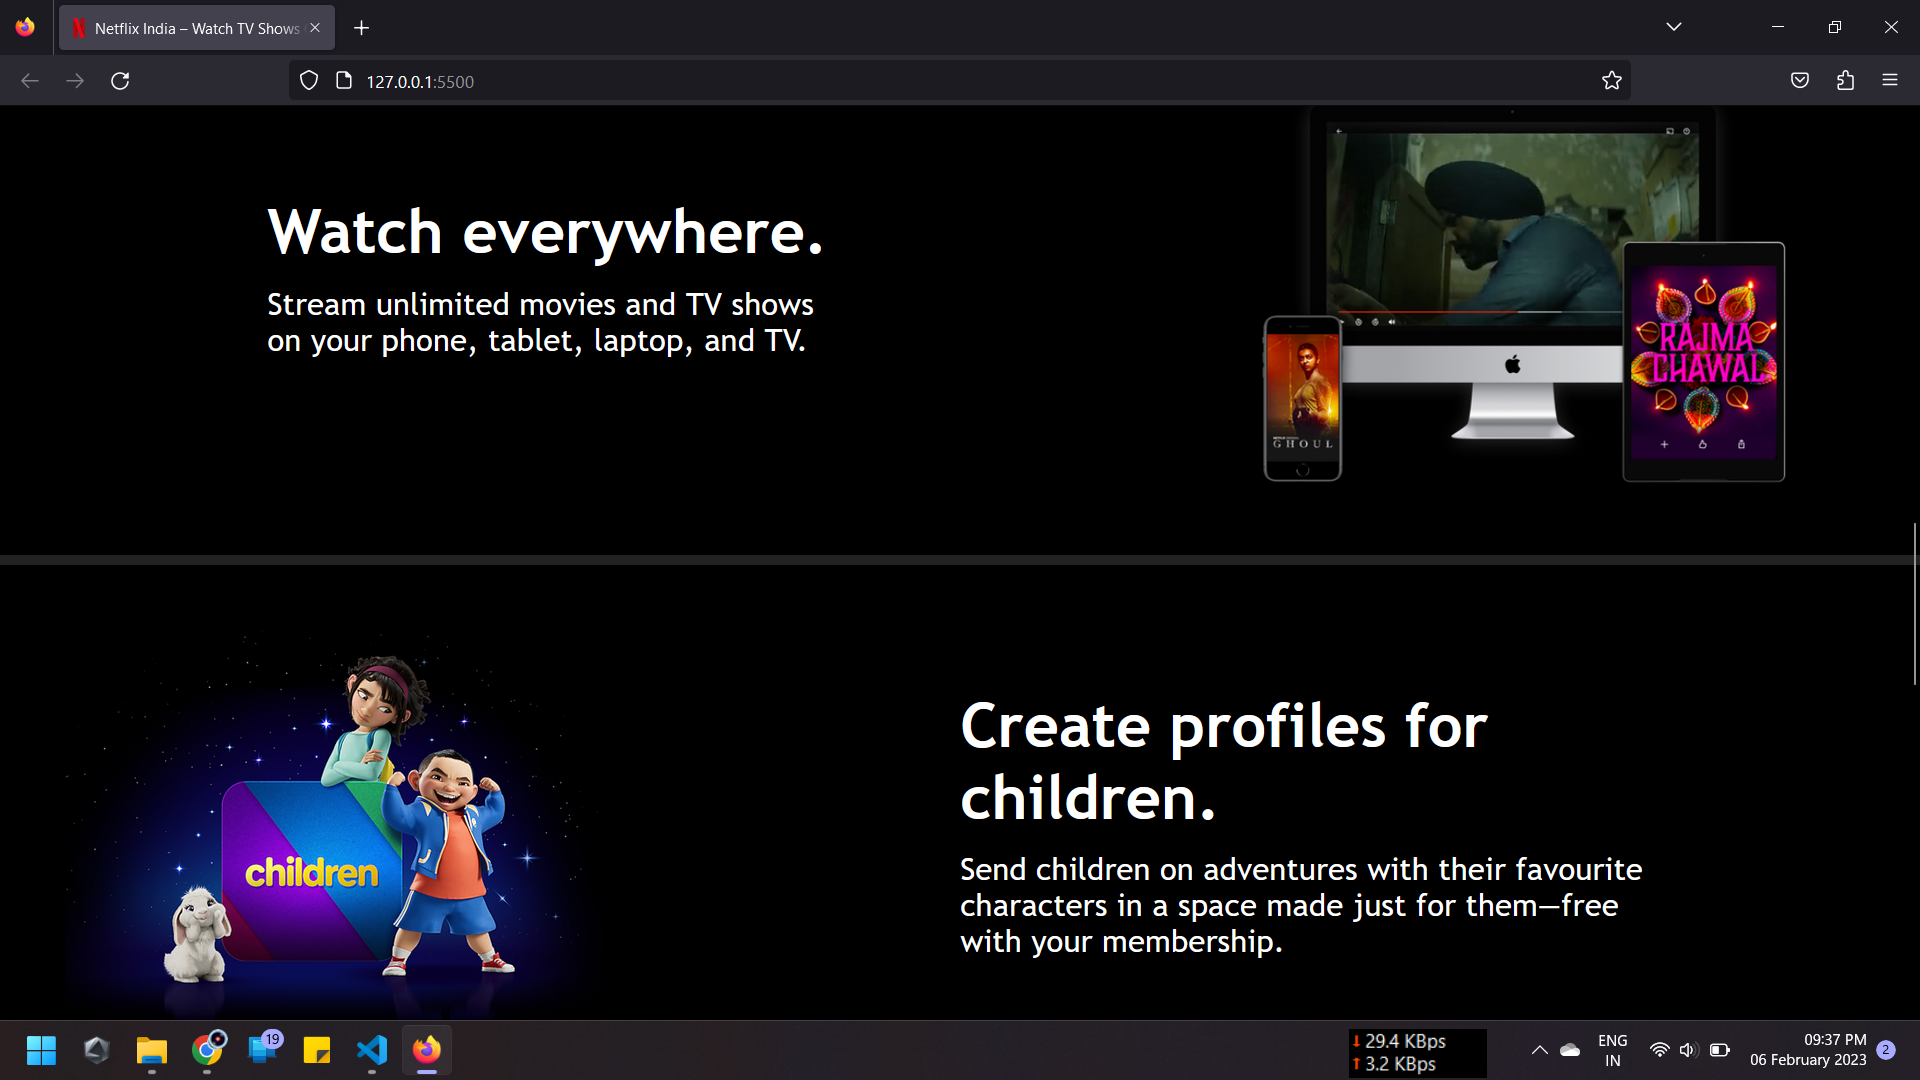 Netflix India – Watch TV Shows
127.0.0.1:5500
Watch everywhere.
Stream unlimited movies and TV shows
on your phone, tablet, laptop, and TV.
RAJMA
CHAWAL
GHOUL
Create profiles for
children.
Send children on adventures with their favourite
characters in a space made just for them—free
with your membership.
children
19
29.4 KBps
3.2 KBps
ENG
IN
09:37 PM
06 February 2023
2